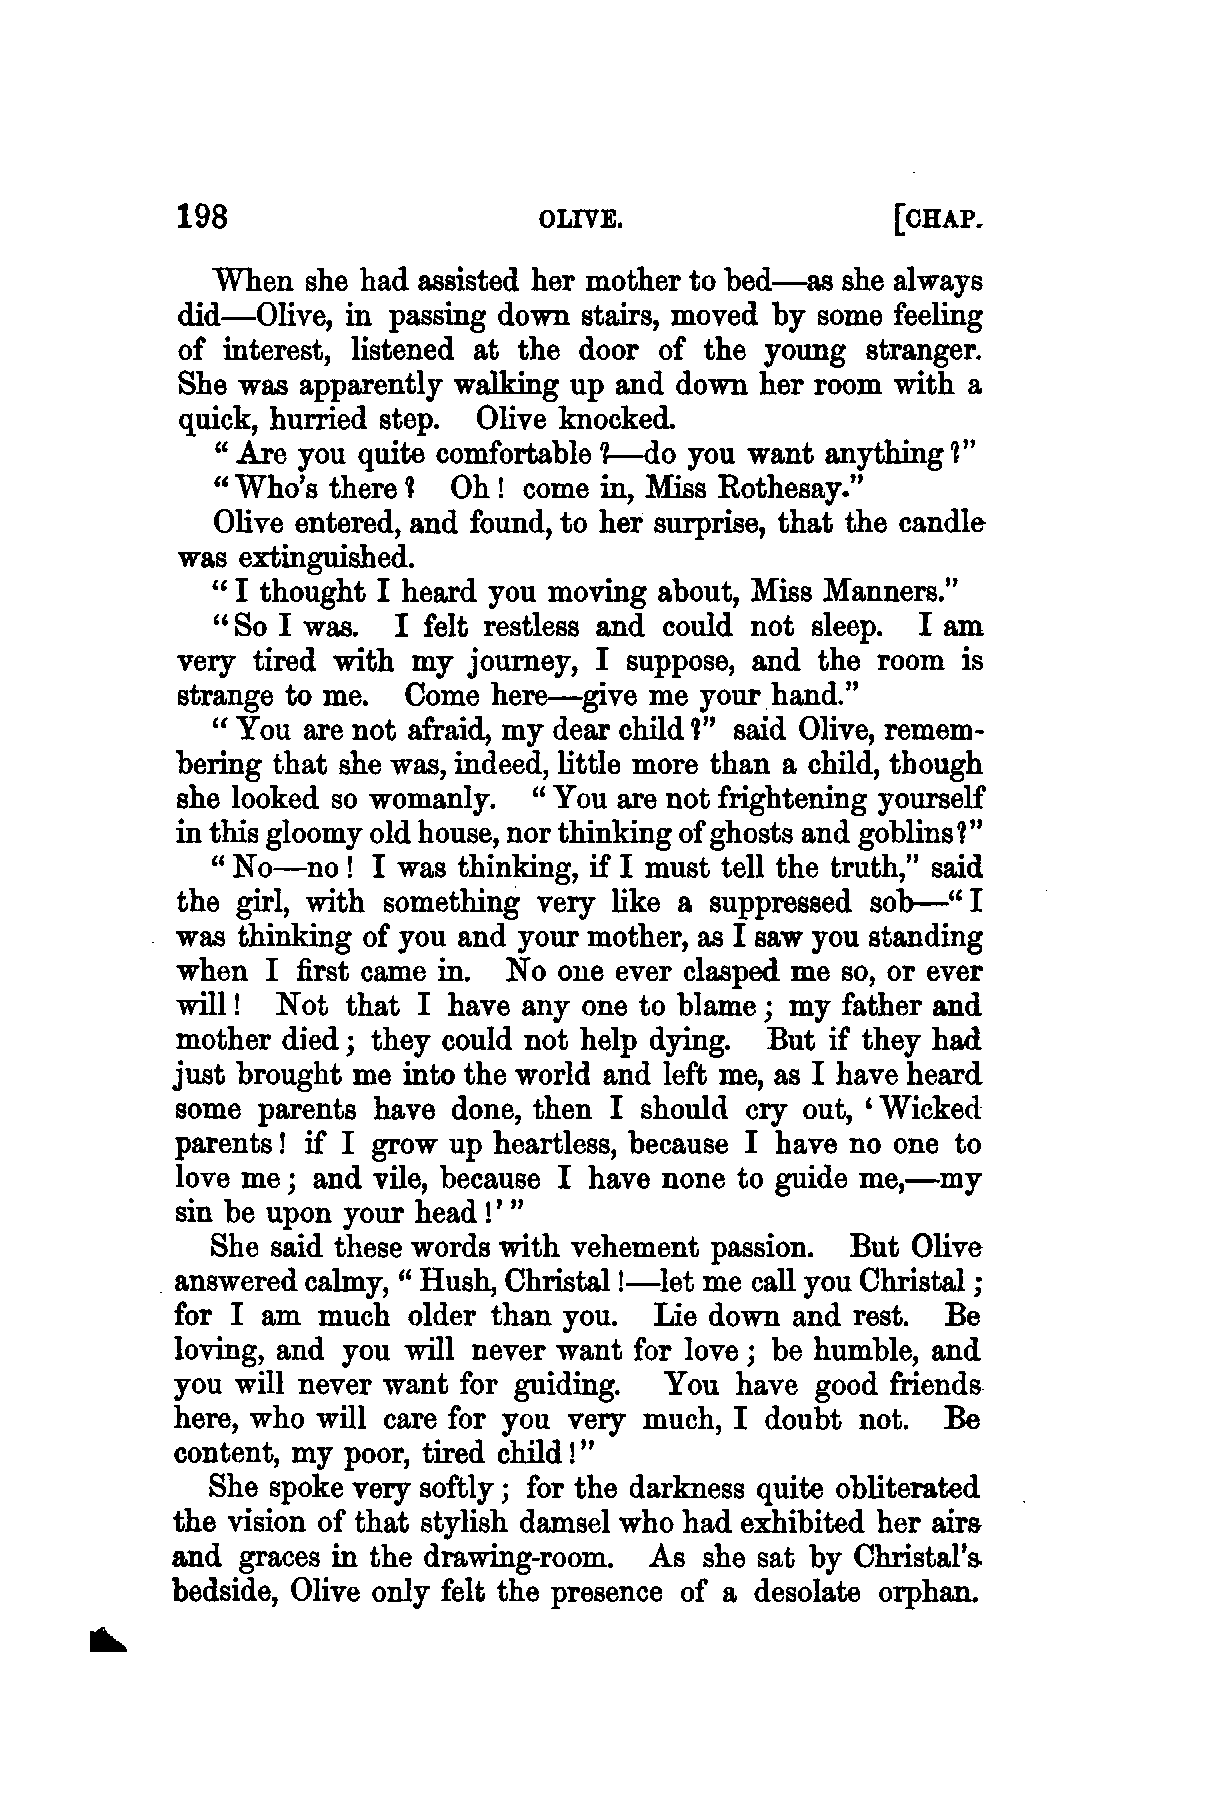 198 OLIVE. [CHAP.
When she had assisted her mother to bed—as she always
did—Olive, in passing down stairs, moved by some feeling
of interest, listened at the door of the young stranger.
She was apparently walking up and down her room with a
quick, hurried step. Olive knocked.
“Are you quite comfortable?—do you want anything?”
“Who's there? Oh! come in, Miss Rothesay.”
Olive entered, and found, to her surprise, that the candle
was extinguished.
“I thought I heard you moving about, Miss Manners.”
“So I was. I felt restless and could not sleep. I am
very tired with my journey, I suppose, and the room is
strange to me. Come here—give me your hand.”
“You are not afraid, my dear child?” said Olive, remem-
bering that she was, indeed, little more than a child, though
she looked so womanly. “You are not frightening yourself
in this gloomy old house, nor thinking of ghosts and goblins?”
“No—no! I was thinking, if I must tell the truth,” said
the girl, with something very like a suppressed sob—“I
was thinking of you and your mother, as I saw you standing
when I first came in. No one ever clasped me so, or ever
will! Not that I have any one to blame; my father and
mother died; they could not help dying. But if they had
just brought me into the world and left me, as I have heard
some parents have done, then I should cry out, ‘Wicked
parents! if I grow up heartless, because I have no one to
love me; and vile, because I have none to guide me,—my
sin be upon your head!’”
She said these words with vehement passion. But Olive
answered calmy, “Hush, Christal!—let me call you Christal;
for I am much older than you. Lie down and rest. Be
loving, and you will never want for love; be humble, and
you will never want for guiding. You have good friends
here, who will care for you very much, I doubt not. Be
content, my poor, tired child!”
She spoke very softly; for the darkness quite obliterated
the vision of that stylish damsel who had exhibited her airs
and graces in the drawing-room. As she sat by Christal's
bedside, Olive only felt the presence of a desolate orphan.